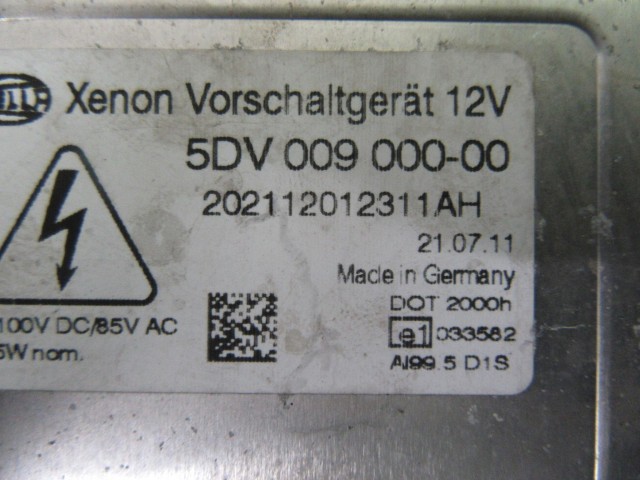 Xenon Vorschaltgerät 12V
5DV 009 000-00
202112012311AH
21.07.11
Made in Germany
DOT 2000h
100V DC/85V AC
e1 033582
5W nom.
AI99.5 D1S